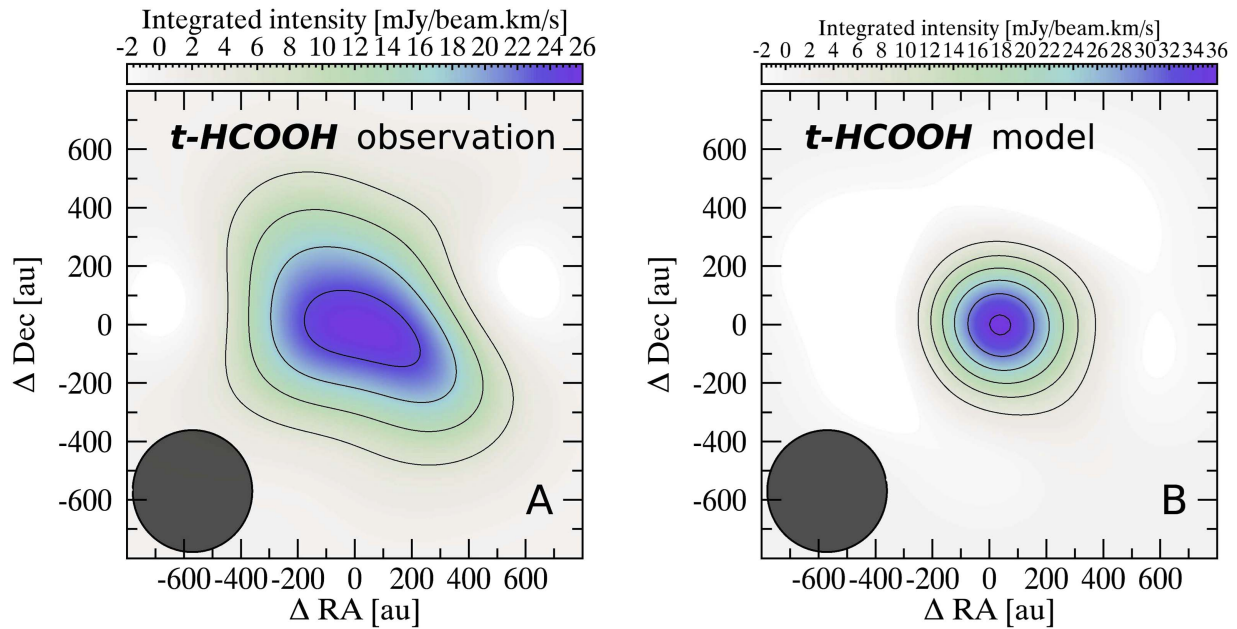 Integrated intensity [mJy/beam.km/s]
-2 0 2 4 6 8 10 12 14 16 18 20 22 24 26
t-HCOOH observation
600
400
200
0
-200
-400
-600
Δ Dec [au]
A
-600 -400 -200 0 200 400 600
Δ RA [au]
Integrated intensity [mJy/beam.km/s]
-2 0 2 4 6 8 10 12 14 16 18 20 22 24 26 28 30 32 34 36
t-HCOOH model
600
400
200
0
-200
-400
-600
Δ Dec [au]
B
-600 -400 -200 0 200 400 600
Δ RA [au]